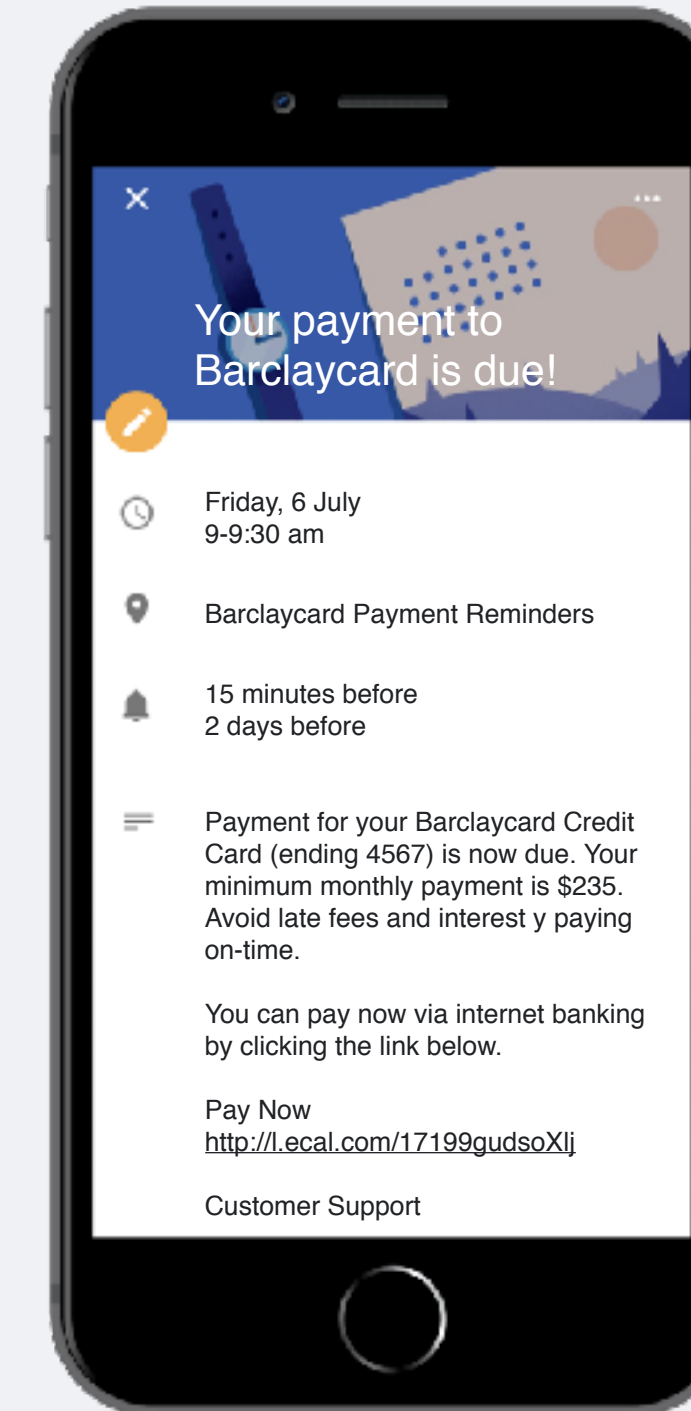 Your payment to
Barclaycard is due!
Friday, 6 July
9-9:30 am
Barclaycard Payment Reminders
15 minutes before
2 days before
Payment for your Barclaycard Credit
Card (ending 4567) is now due. Your
minimum monthly payment is $235.
Avoid late fees and interest y paying
on-time.
You can pay now via internet banking
by clicking the link below.
Pay Now
http://l.ecal.com/17199gudsoXlj
Customer Support